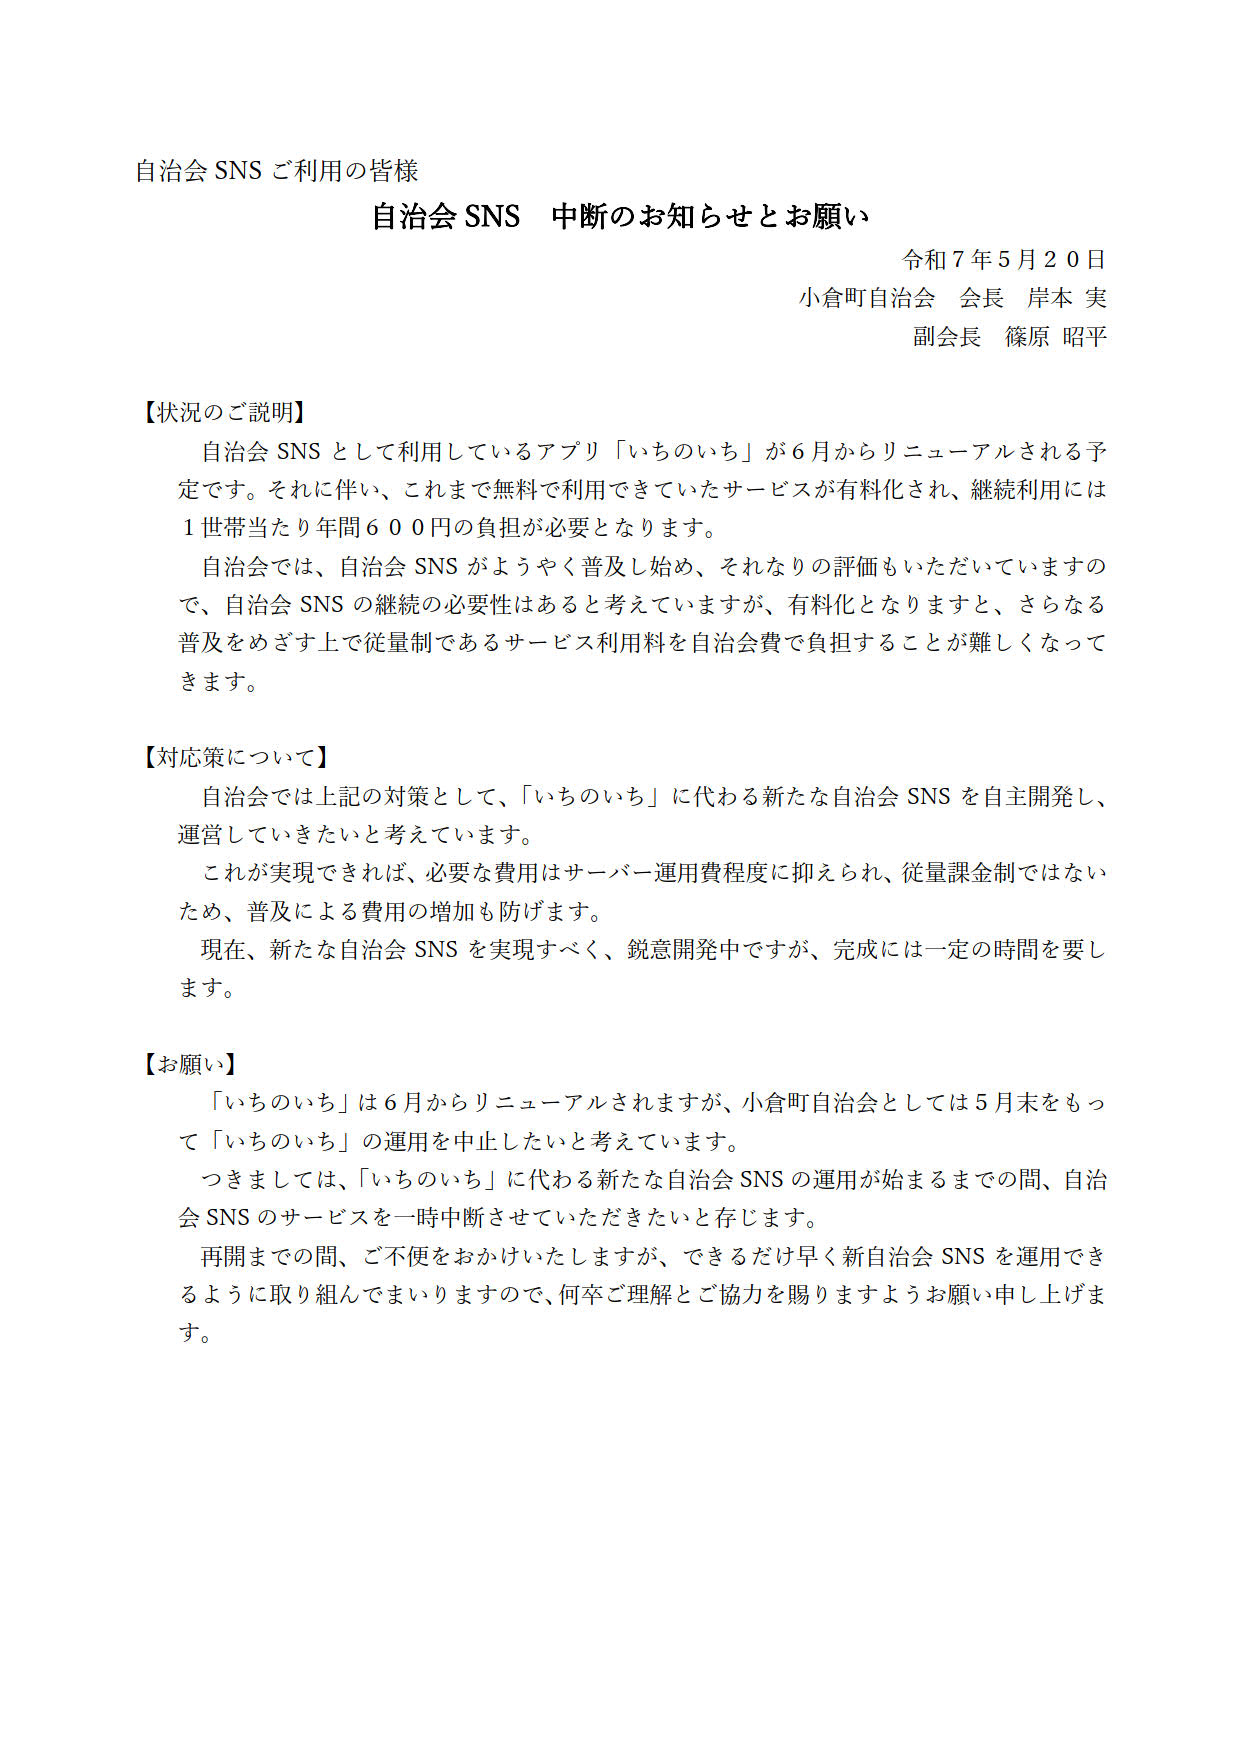 自治会 SNS ご利用の皆様
自治会 SNS　中断のお知らせとお願い
令和７年５月２０日
小倉町自治会　会長　岸本 実
副会長　篠原 昭平
【状況のご説明】
自治会 SNS として利用しているアプリ「いちのいち」が６月からリニューアルされる予
定です。それに伴い、これまで無料で利用できていたサービスが有料化され、継続利用には
１世帯当たり年間６００円の負担が必要となります。
自治会では、自治会 SNS がようやく普及し始め、それなりの評価もいただいていますの
で、自治会 SNS の継続の必要性はあると考えていますが、有料化となりますと、さらなる
普及をめざす上で従量制であるサービス利用料を自治会費で負担することが難しくなって
きます。
【対応策について】
自治会では上記の対策として、「いちのいち」に代わる新たな自治会 SNS を自主開発し、
運営していきたいと考えています。
これが実現できれば、必要な費用はサーバー運用費程度に抑えられ、従量課金制ではない
ため、普及による費用の増加も防げます。
現在、新たな自治会 SNS を実現すべく、鋭意開発中ですが、完成には一定の時間を要し
ます。
【お願い】
「いちのいち」は６月からリニューアルされますが、小倉町自治会としては５月末をもっ
て「いちのいち」の運用を中止したいと考えています。
つきましては、「いちのいち」に代わる新たな自治会 SNS の運用が始まるまでの間、自治
会 SNS のサービスを一時中断させていただきたいと存じます。
再開までの間、ご不便をおかけいたしますが、できるだけ早く新自治会 SNS を運用でき
るように取り組んでまいりますので、何卒ご理解とご協力を賜りますようお願い申し上げま
す。